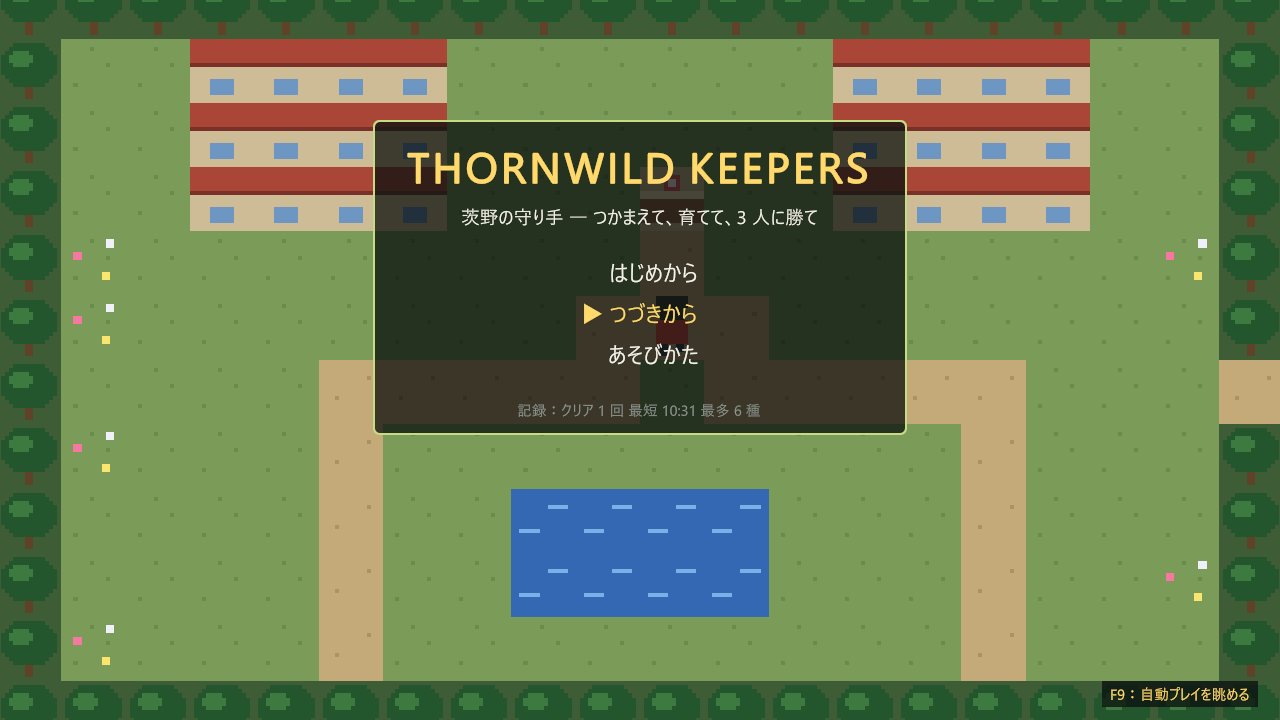 THORNWILD KEEPERS
茨野の守り手 — つかまえて、育てて、3 人に勝て
はじめから
▶ つづきから
あそびかた
記録：クリア 1 回 最短 10:31 最多 6 種
F9：自動プレイを眺める